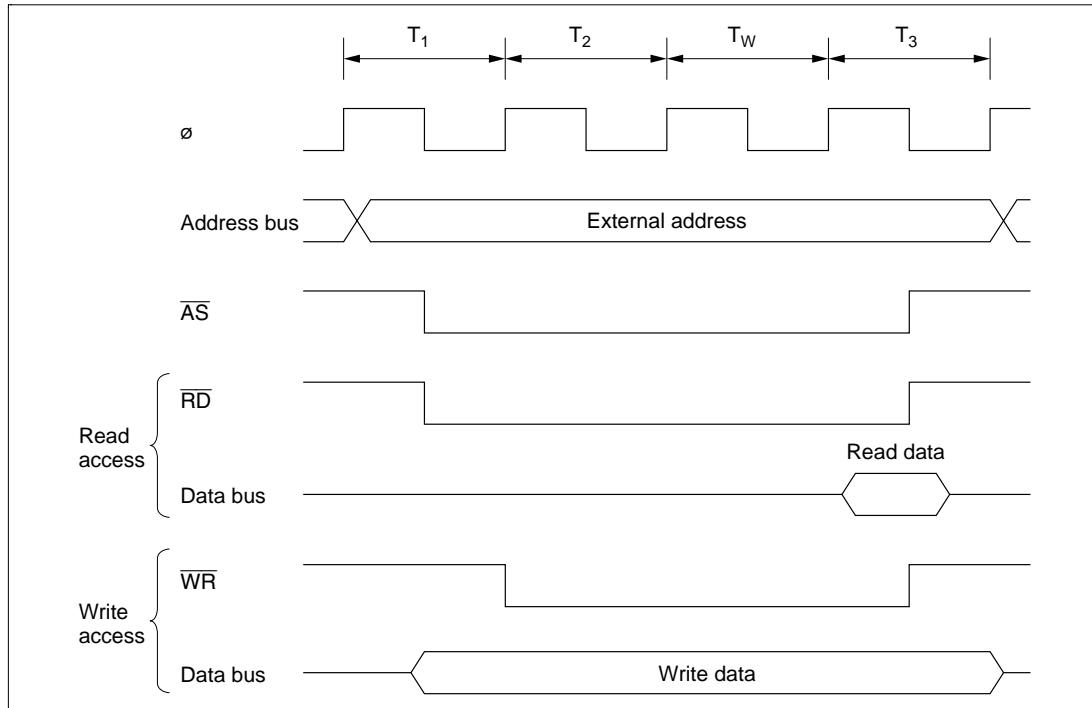 T1 T2 TW T3
ø
Address bus External address
AS
RD
Read access
Read data
Data bus
WR
Write access
Data bus Write data